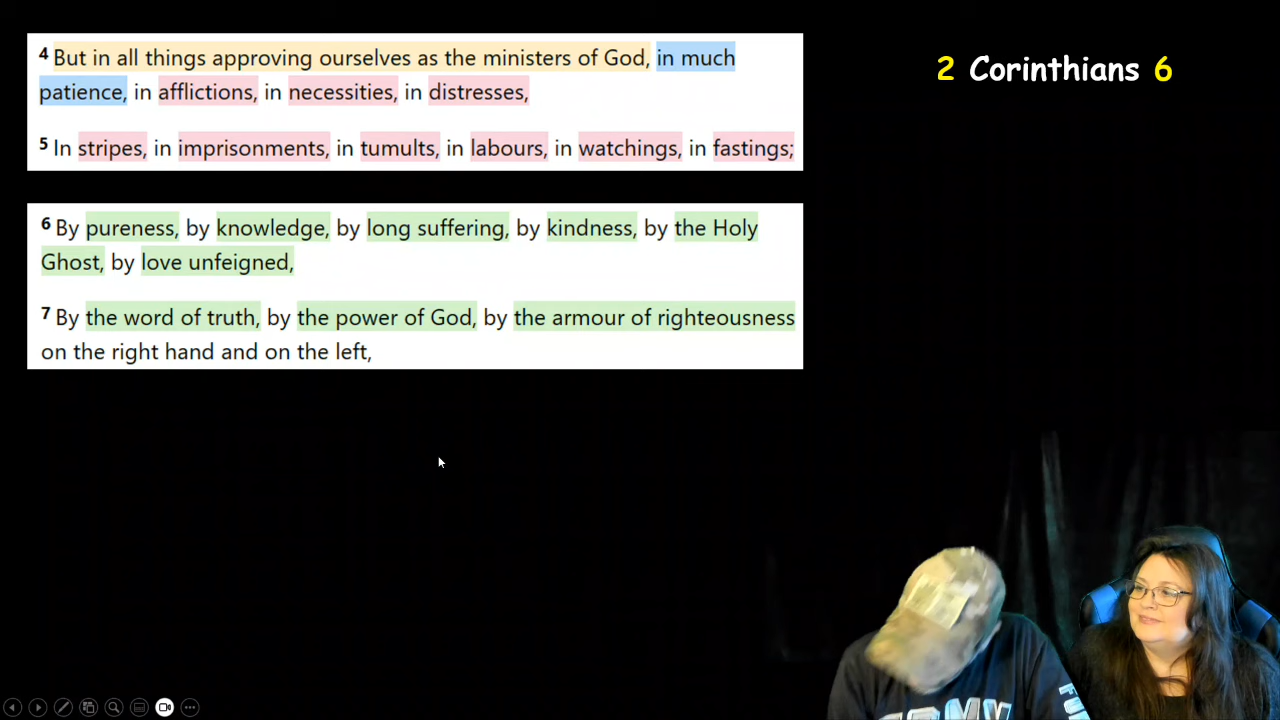 2 Corinthians 6
4 But in all things approving ourselves as the ministers of God, in much
patience, in afflictions, in necessities, in distresses,
5 In stripes, in imprisonments, in tumults, in labours, in watchings, in fastings;
6 By pureness, by knowledge, by long suffering, by kindness, by the Holy
Ghost, by love unfeigned,
7 By the word of truth, by the power of God, by the armour of righteousness
on the right hand and on the left,